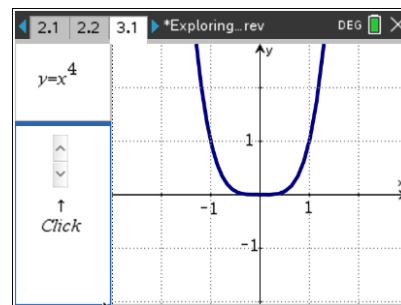 2.1 2.2 3.1 *Exploring...rev DEG
y=x⁴
Click
y
x
1
-1
1
-1